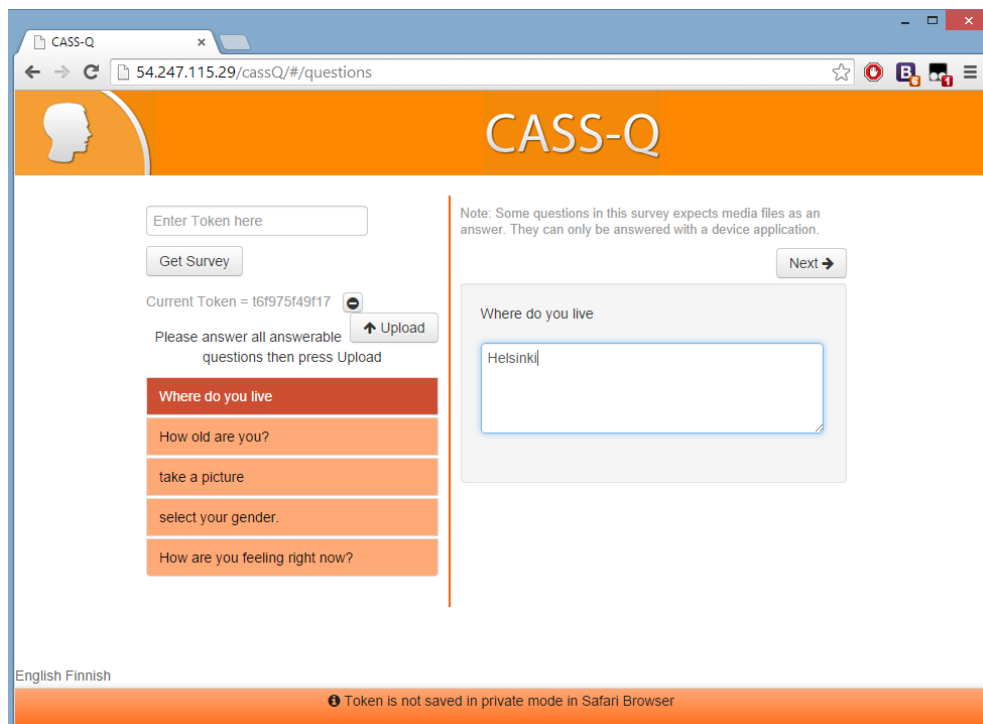 CASS-Q
54.247.115.29/cassQ/#/questions
6
1
CASS-Q
Enter Token here
Get Survey
Current Token = t6f975f49f17
Please answer all answerable
questions then press Upload
Upload
Where do you live
How old are you?
take a picture
select your gender.
How are you feeling right now?
Note: Some questions in this survey expects media files as an
answer. They can only be answered with a device application.
Next
Where do you live
Helsinki
English Finnish
Token is not saved in private mode in Safari Browser